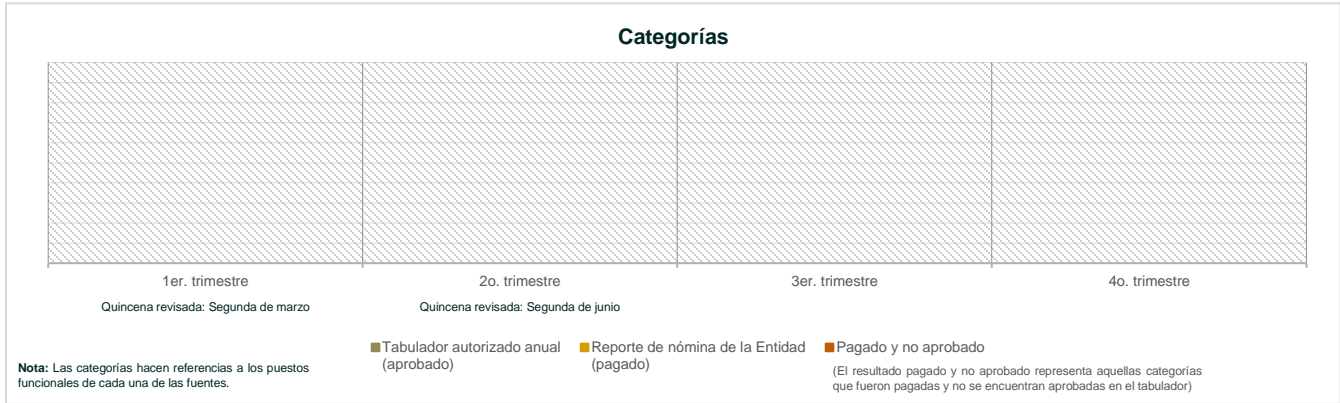 Categorías
1er. trimestre
2o. trimestre
3er. trimestre
4o. trimestre
Quincena revisada: Segunda de marzo
Quincena revisada: Segunda de junio
Tabulador autorizado anual
(aprobado)
Reporte de nómina de la Entidad
(pagado)
Pagado y no aprobado
(El resultado pagado y no aprobado representa aquellas categorías
que fueron pagadas y no se encuentran aprobadas en el tabulador)
Nota: Las categorías hacen referencias a los puestos
funcionales de cada una de las fuentes.